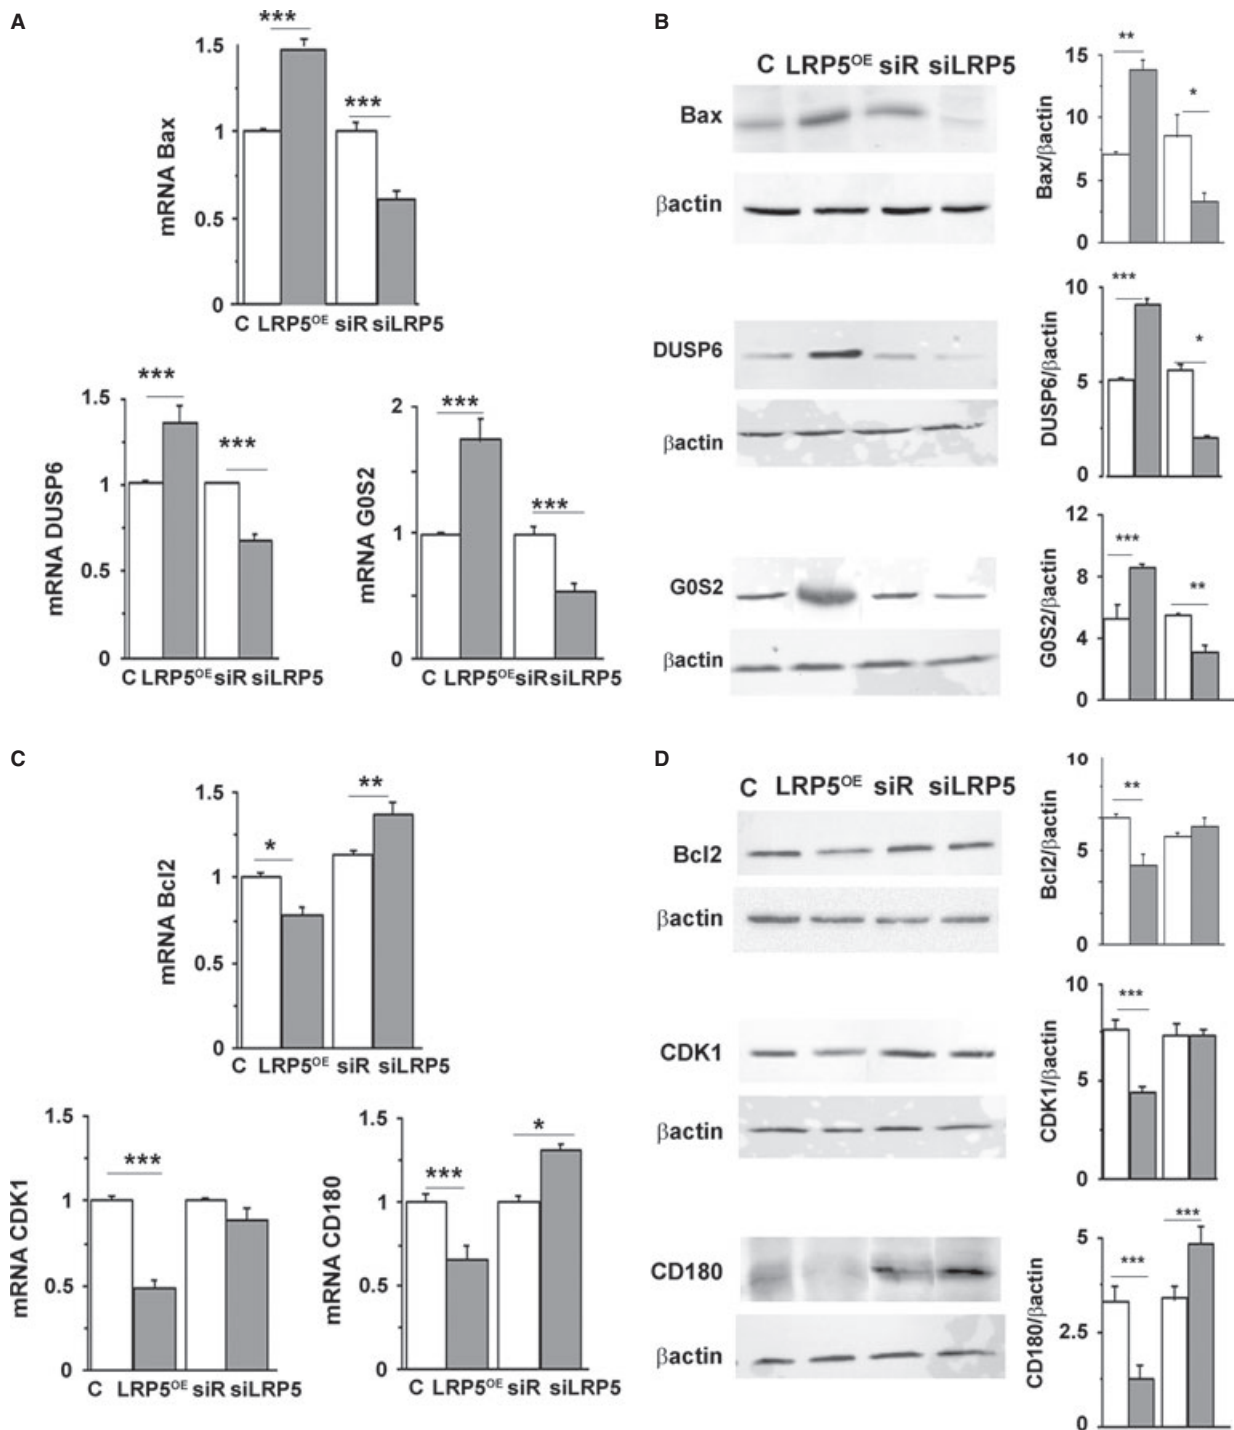 A
***
1.5
***
1
mRNA Bax
0.5
0
C LRP5OE siR siLRP5
***
1.5
***
1
mRNA DUSP6
0.5
0
C LRP5OE siR siLRP5
***
2
***
1
mRNA G0S2
0
C LRP5OE siR siLRP5
B
C LRP5OE siR siLRP5
Bax
βactin
**
15
*
10
Bax/βactin
5
0
DUSP6
βactin
***
10
*
5
DUSP6/βactin
0
G0S2
βactin
12
***
8
**
4
G0S2/βactin
0
C
**
1.5
*
1
mRNA Bcl2
0.5
0
C LRP5OE siR siLRP5
1.5
***
1
mRNA CDK1
0.5
0
C LRP5OE siR siLRP5
1.5
*
***
1
mRNA CD180
0.5
0
C LRP5OE siR siLRP5
D
C LRP5OE siR siLRP5
Bcl2
βactin
10
**
5
Bcl2/βactin
0
CDK1
βactin
10
***
5
CDK1/βactin
0
CD180
βactin
***
5
***
2.5
CD180/βactin
0